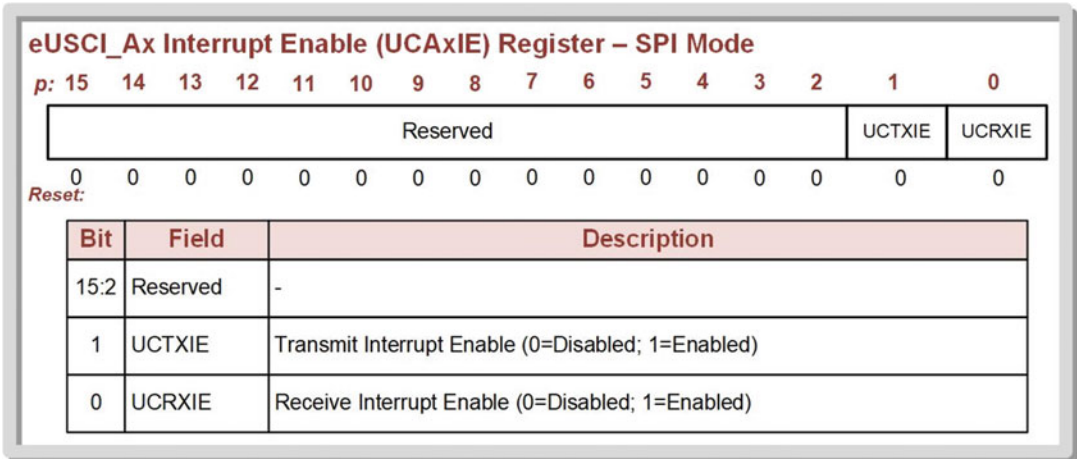 eUSCI_Ax Interrupt Enable (UCAxIE) Register – SPI Mode
p: 15 14 13 12 11 10 9 8 7 6 5 4 3 2 1 0
Reserved UCTXIE UCRXIE
0 0 0 0 0 0 0 0 0 0 0 0 0 0 0 0
Reset:
Bit Field Description
15:2 Reserved -
1 UCTXIE Transmit Interrupt Enable (0=Disabled; 1=Enabled)
0 UCRXIE Receive Interrupt Enable (0=Disabled; 1=Enabled)